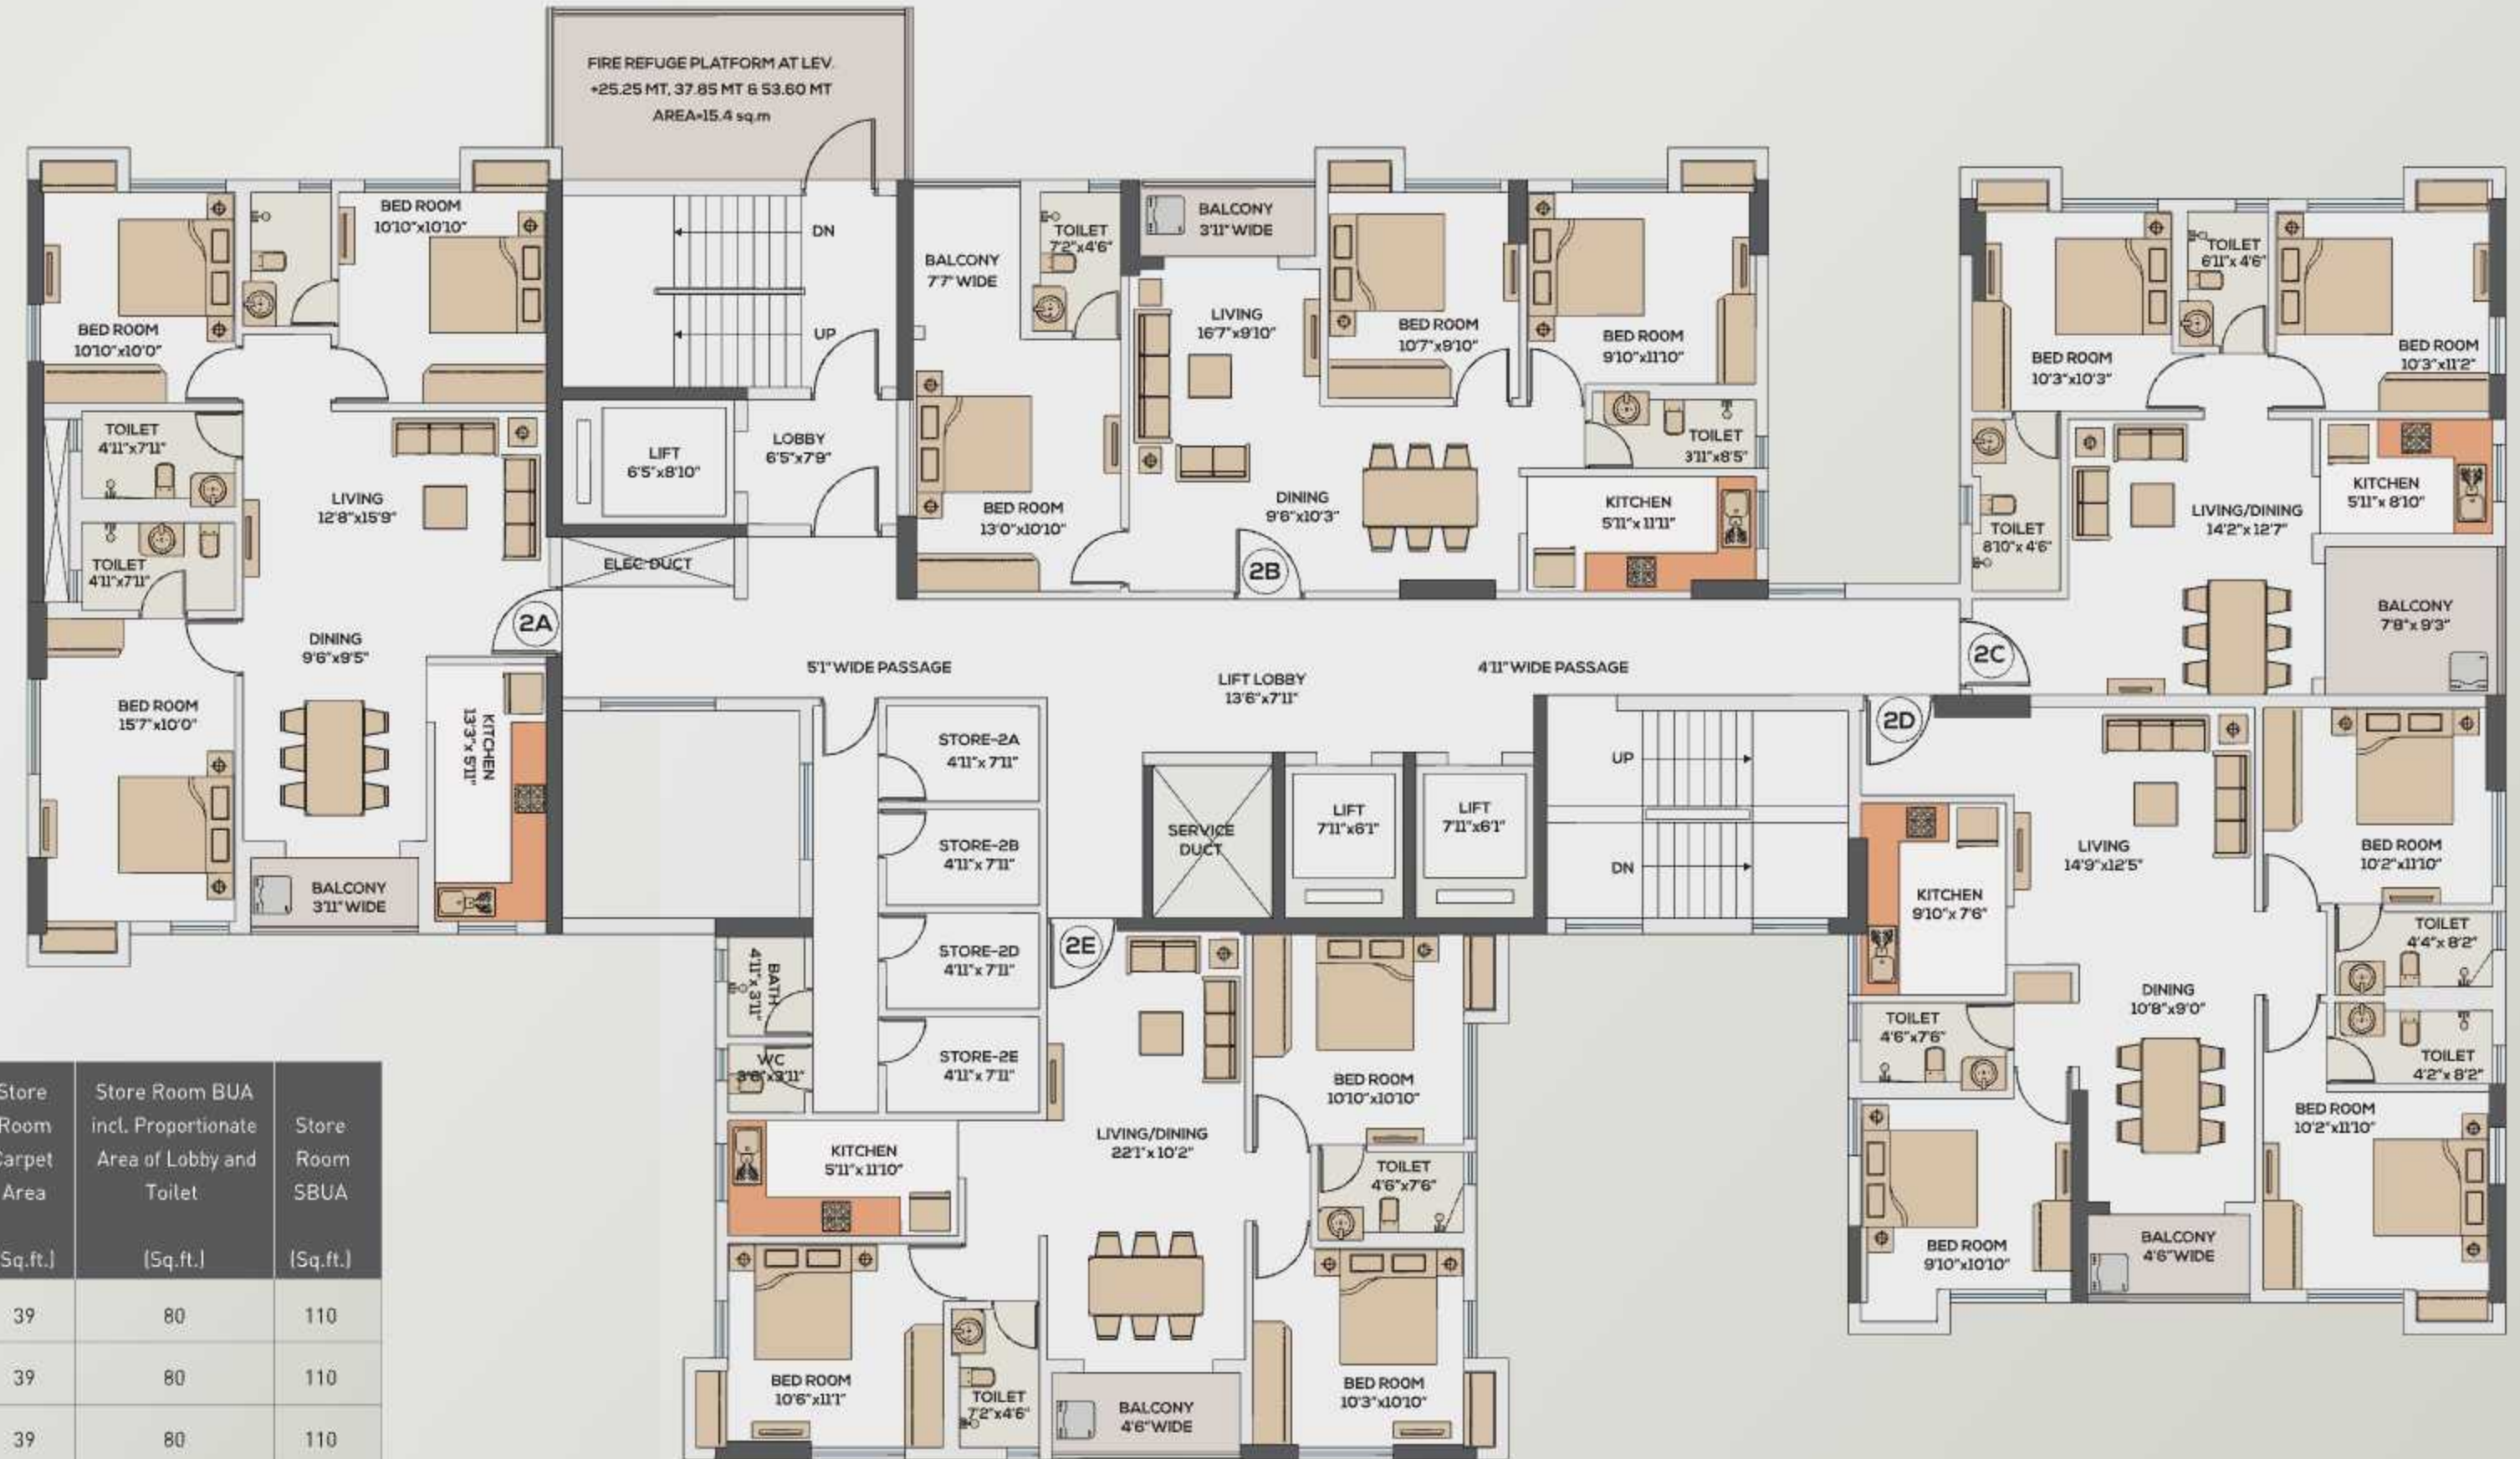 FIRE REFUGE PLATFORM AT LEV.
+25.25 MT, 37.85 MT & 53.60 MT
AREA=15.4 sq.m
BED ROOM
10'10"x10'0"
BED ROOM
10'10"x10'10"
TOILET
4'11"x7'11"
TOILET
4'11"x7'11"
LIVING
12'8"x15'9"
DINING
9'6"x9'5"
2A
BED ROOM
15'7"x10'0"
KITCHEN
13'3"x 5'11"
BALCONY
3'11" WIDE
DN
UP
LIFT
6'5"x8'10"
LOBBY
6'5"x7'9"
ELEC. DUCT
BALCONY
7'7" WIDE
TOILET
7'2"x4'6"
BALCONY
3'11" WIDE
LIVING
16'7"x9'10"
BED ROOM
10'7"x9'10"
BED ROOM
9'10"x11'10"
TOILET
3'11"x8'5"
BED ROOM
13'0"x10'10"
DINING
9'6"x10'3"
KITCHEN
5'11"x 11'11"
2B
BED ROOM
10'3"x10'3"
TOILET
6'11"x 4'6"
BED ROOM
10'3"x11'2"
TOILET
8'10"x 4'6"
LIVING/DINING
14'2"x 12'7"
KITCHEN
5'11"x 8'10"
BALCONY
7'8"x 9'3"
2C
5'1" WIDE PASSAGE
LIFT LOBBY
13'6"x7'11"
4'11" WIDE PASSAGE
STORE-2A
4'11"x 7'11"
STORE-2B
4'11"x 7'11"
STORE-2D
4'11"x 7'11"
STORE-2E
4'11"x 7'11"
SERVICE
DUCT
LIFT
7'11"x6'1"
LIFT
7'11"x6'1"
UP
DN
2D
LIVING
14'9"x12'5"
BED ROOM
10'2"x11'10"
KITCHEN
9'10"x 7'6"
TOILET
4'4"x 8'2"
DINING
10'8"x9'0"
TOILET
4'6"x7'6"
TOILET
4'2"x 8'2"
BED ROOM
10'2"x11'10"
BED ROOM
9'10"x10'10"
BALCONY
4'6" WIDE
BATH
4'11"x 3'11"
WC
3'6"x3'11"
2E
BED ROOM
10'10"x10'10"
LIVING/DINING
22'1"x 10'2"
KITCHEN
5'11"x 11'10"
TOILET
4'6"x7'6"
BED ROOM
10'6"x11'1"
TOILET
7'2"x4'6"
BALCONY
4'6" WIDE
BED ROOM
10'3"x10'10"
Store
Room
Carpet
Area
(Sq.ft.)
Store Room BUA
incl. Proportionate
Area of Lobby and
Toilet
(Sq.ft.)
Store
Room
SBUA
(Sq.ft.)
39 80 110
39 80 110
39 80 110